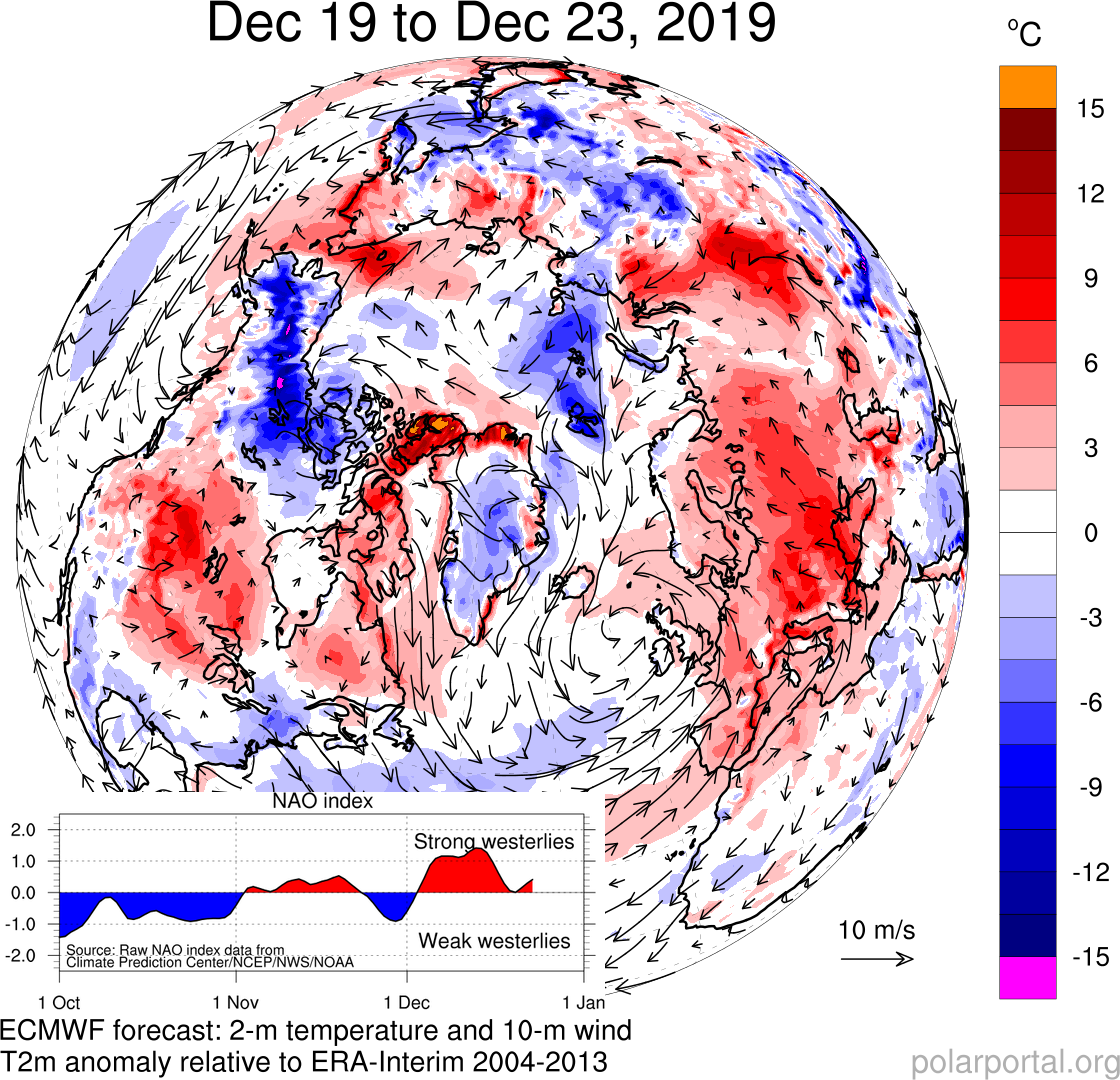 Dec 19 to Dec 23, 2019
°C
15
12
9
6
3
0
-3
-6
-9
-12
-15
10 m/s
NAO index
2.0
1.0
0.0
-1.0
-2.0
Strong westerlies
Weak westerlies
Source: Raw NAO index data from
Climate Prediction Center/NCEP/NWS/NOAA
1 Oct 1 Nov 1 Dec 1 Jan
ECMWF forecast: 2-m temperature and 10-m wind
T2m anomaly relative to ERA-Interim 2004-2013
polarportal.org